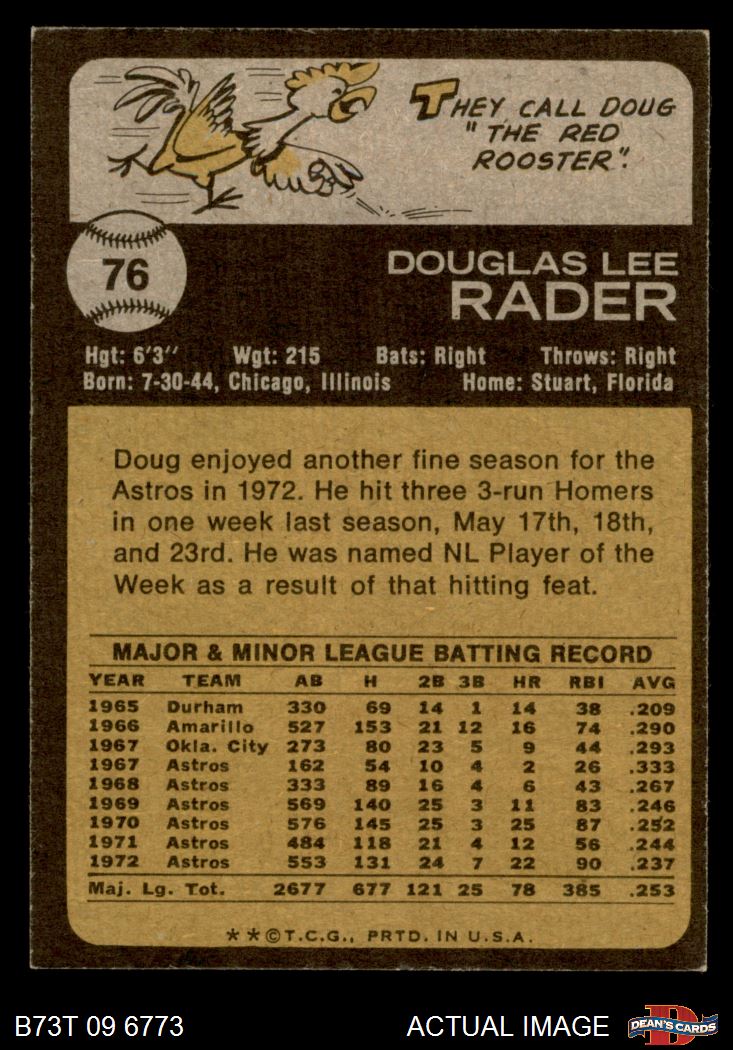 THEY CALL DOUG
"THE RED
ROOSTER".
76
DOUGLAS LEE
RADER
Hgt: 6'3" Wgt: 215 Bats: Right Throws: Right
Born: 7-30-44, Chicago, Illinois Home: Stuart, Florida
Doug enjoyed another fine season for the
Astros in 1972. He hit three 3-run Homers
in one week last season, May 17th, 18th,
and 23rd. He was named NL Player of the
Week as a result of that hitting feat.
MAJOR & MINOR LEAGUE BATTING RECORD
YEAR TEAM AB H 2B 3B HR RBI AVG
1965 Durham 330 69 14 1 14 38 .209
1966 Amarillo 527 153 21 12 16 74 .290
1967 Okla. City 273 80 23 5 9 44 .293
1967 Astros 162 54 10 4 2 26 .333
1968 Astros 333 89 16 4 6 43 .267
1969 Astros 569 140 25 3 11 83 .246
1970 Astros 576 145 25 3 25 87 .252
1971 Astros 484 118 21 4 12 56 .244
1972 Astros 553 131 24 7 22 90 .237
Maj. Lg. Tot. 2677 677 121 25 78 385 .253
**©T.C.G., PRTD. IN U.S.A.
B73T 09 6773 ACTUAL IMAGE
D
DEAN'S CARDS